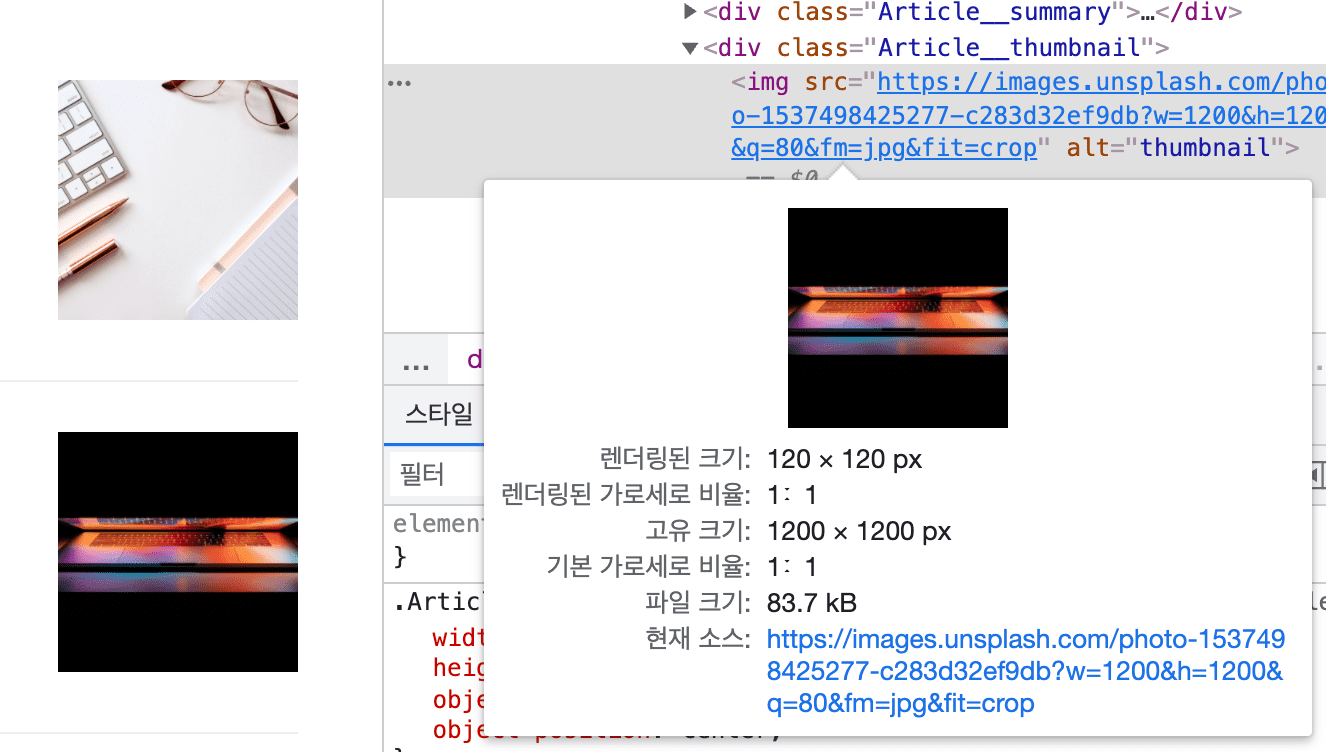 ▶<div class="Article__summary">…</div>
▼<div class="Article__thumbnail">
<img src="https://images.unsplash.com/pho
o-1537498425277-c283d32ef9db?w=1200&h=120
&q=80&fm=jpg&fit=crop" alt="thumbnail">
== $0
... d
스타일
필터
element
}
.Artic
widt
heig
obje
object-position: center;
렌더링된 크기: 120 × 120 px
렌더링된 가로세로 비율: 1∶1
고유 크기: 1200 × 1200 px
기본 가로세로 비율: 1∶1
파일 크기: 83.7 kB
현재 소스: https://images.unsplash.com/photo-153749
8425277-c283d32ef9db?w=1200&h=1200&
q=80&fm=jpg&fit=crop